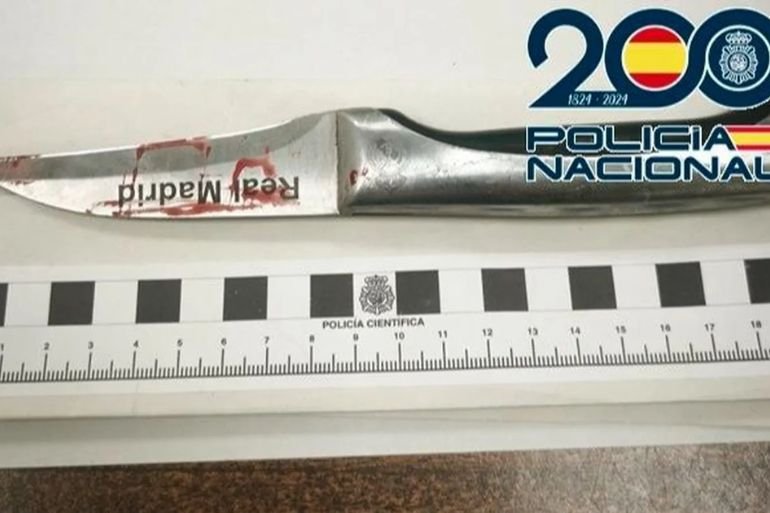 200
1824 - 2024
POLICIA
NACIONAL
Real Madrid
POLICÍA CIENTÍFICA
1 2 3 4 5 6 7 8 9 10 11 12 13 14 15 16 17 18